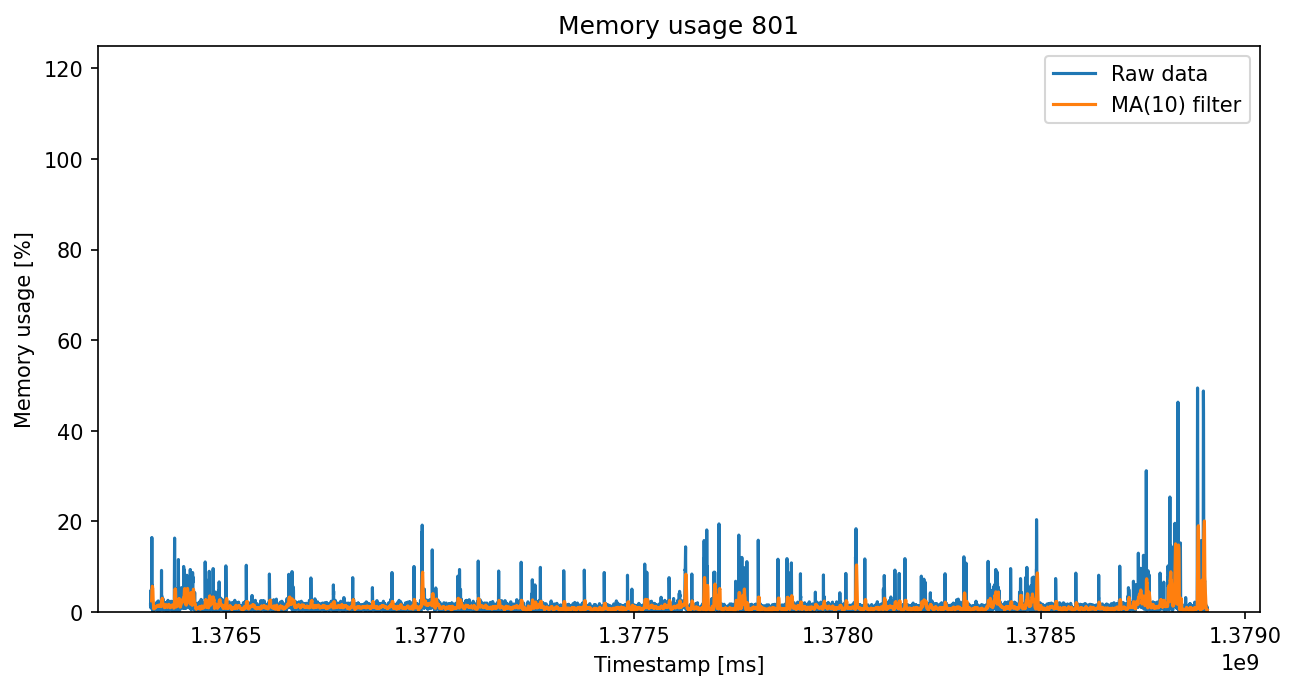 Memory usage 801
Raw data
MA(10) filter
120
100
80
60
40
20
0
Memory usage [%]
1.3765 1.3770 1.3775 1.3780 1.3785 1.3790
1e9
Timestamp [ms]